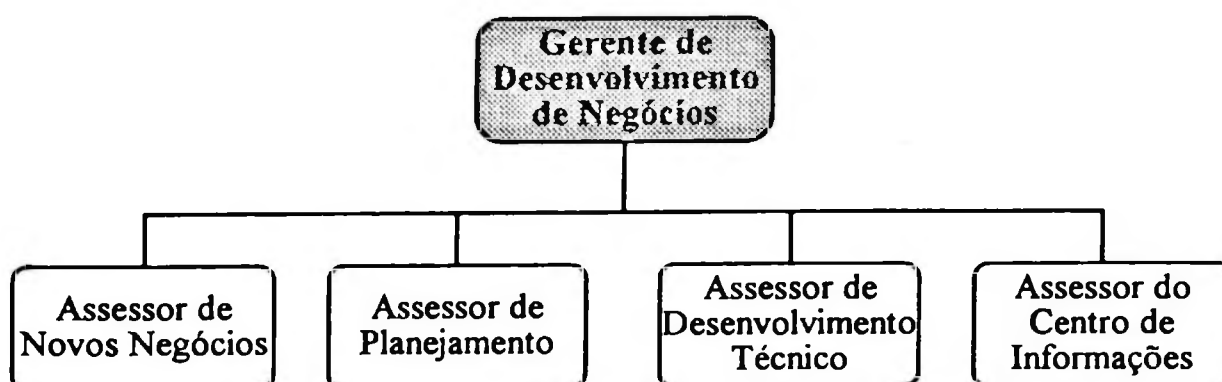 Gerente de
Desenvolvimento
de Negócios
Assessor de
Novos Negócios
Assessor de
Planejamento
Assessor de
Desenvolvimento
Técnico
Assessor do
Centro de
Informações